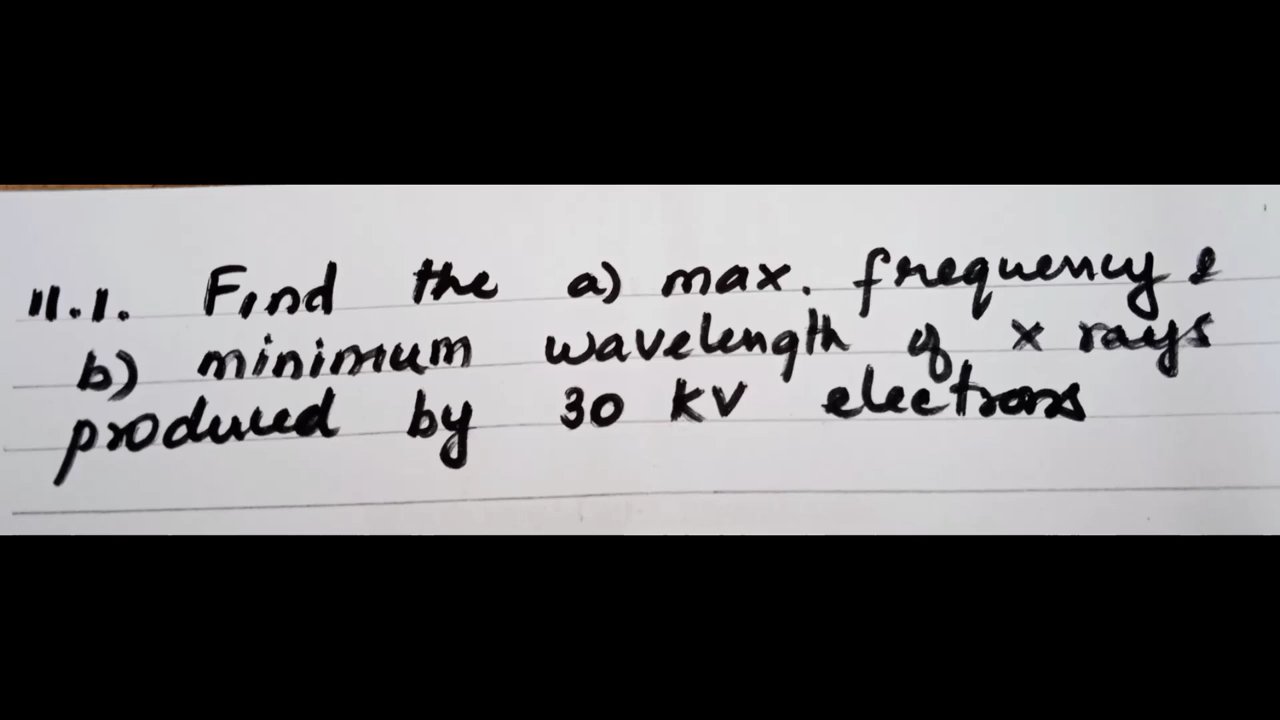 11.1. Find the a) max. frequency &
b) minimum wavelength of x rays
produced by 30 kV electrons